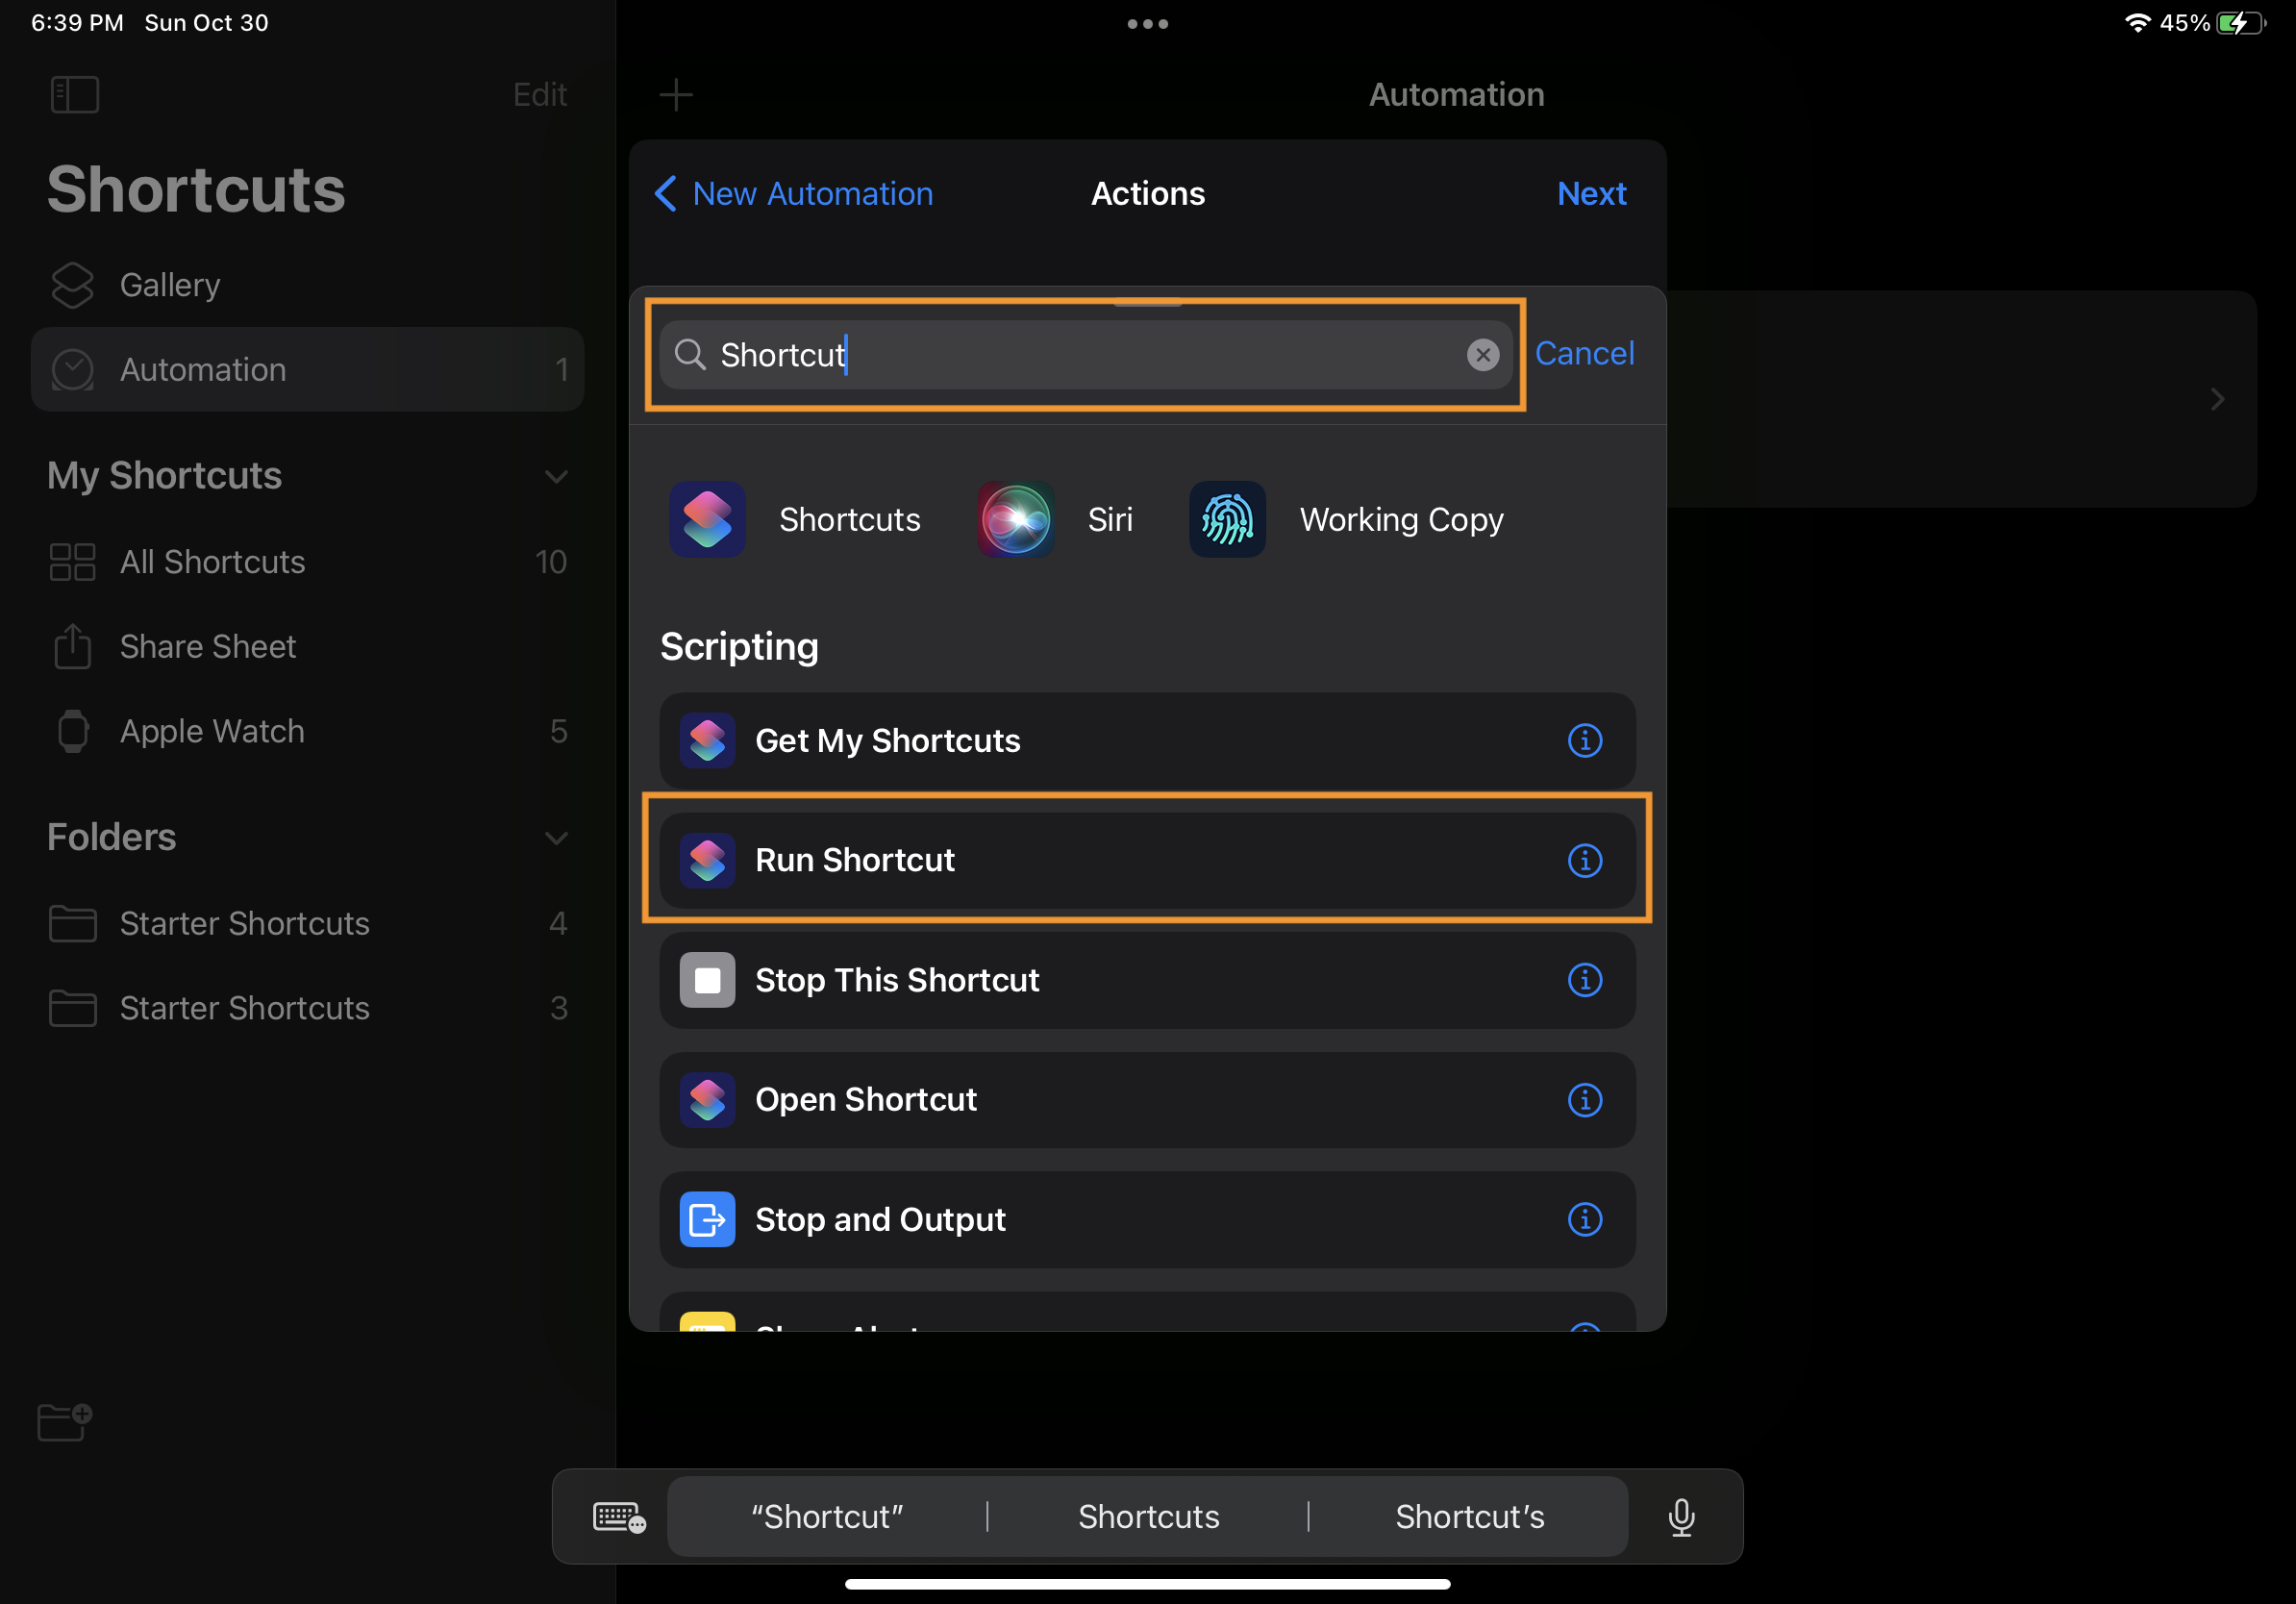 6:39 PM Sun Oct 30
45%
Edit
Shortcuts
Gallery
Automation 1
My Shortcuts
All Shortcuts 10
Share Sheet
Apple Watch 5
Folders
Starter Shortcuts 4
Starter Shortcuts 3
Automation
New Automation Actions Next
Shortcut Cancel
Shortcuts Siri Working Copy
Scripting
Get My Shortcuts
Run Shortcut
Stop This Shortcut
Open Shortcut
Stop and Output
“Shortcut” Shortcuts Shortcut’s